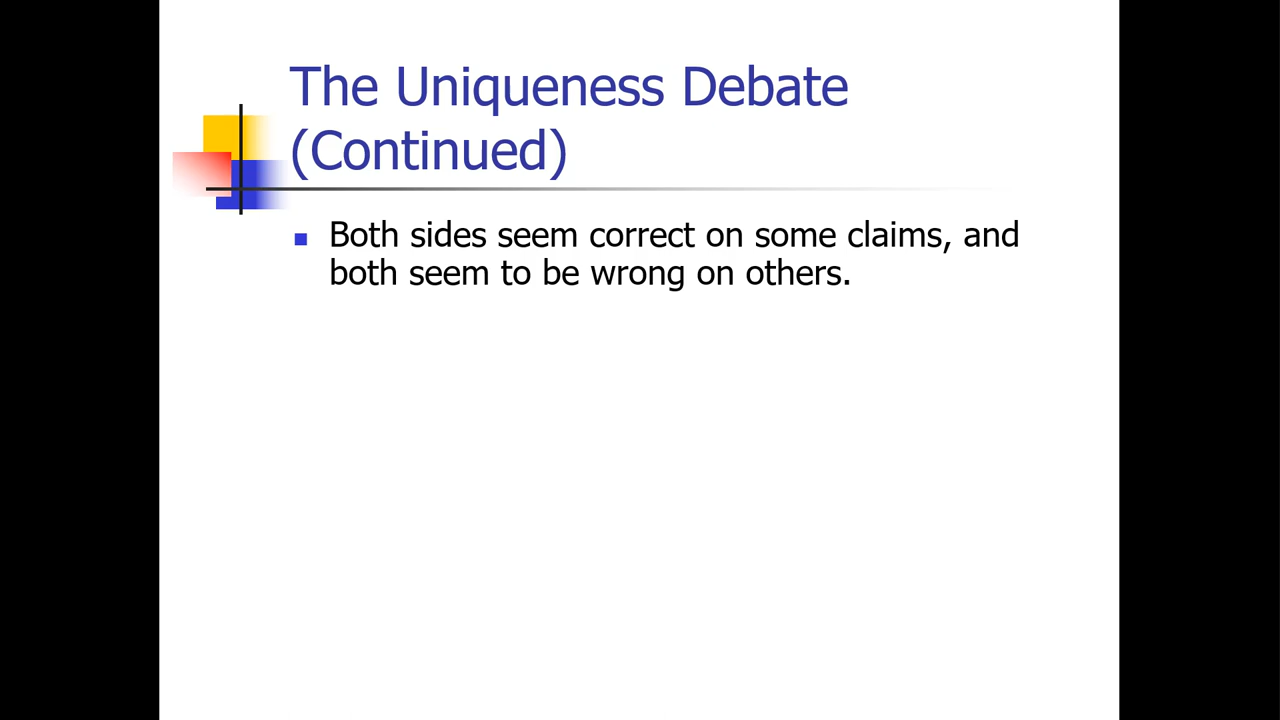 The Uniqueness Debate
(Continued)
Both sides seem correct on some claims, and
both seem to be wrong on others.